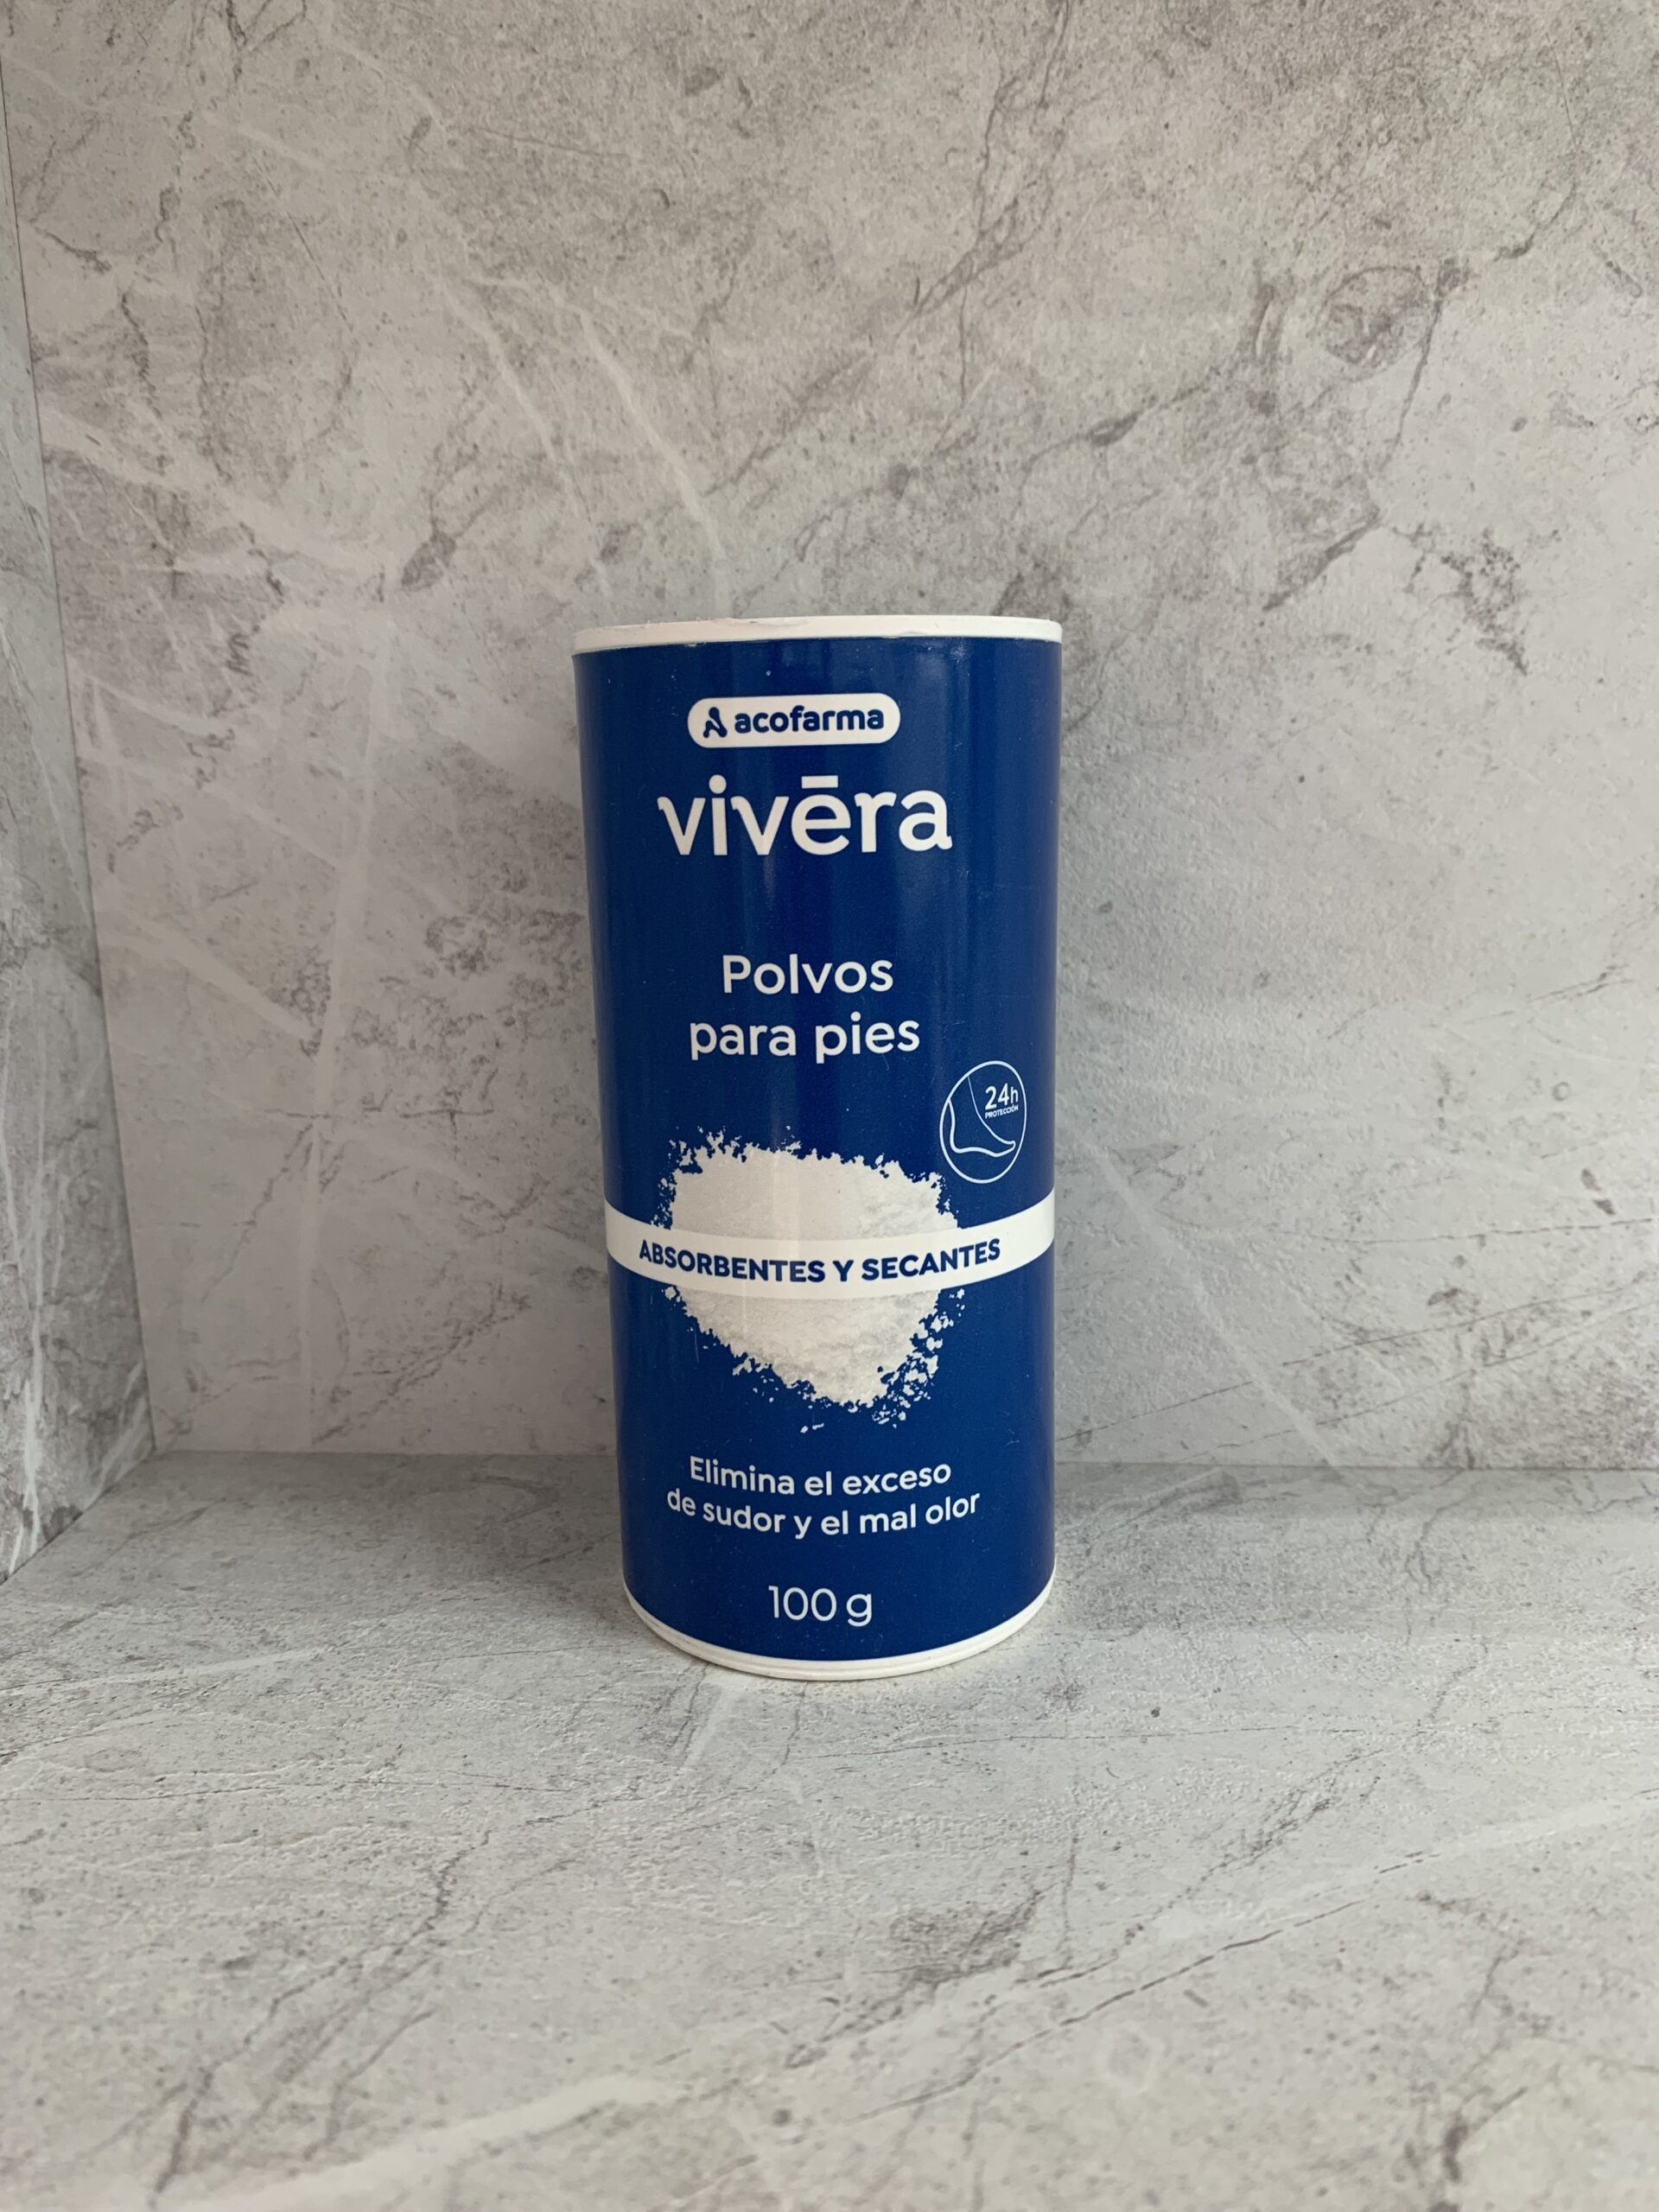 acofarma
vivēra
Polvos
para pies
24h
PROTECCIÓN
ABSORBENTES Y SECANTES
Elimina el exceso
de sudor y el mal olor
100 g